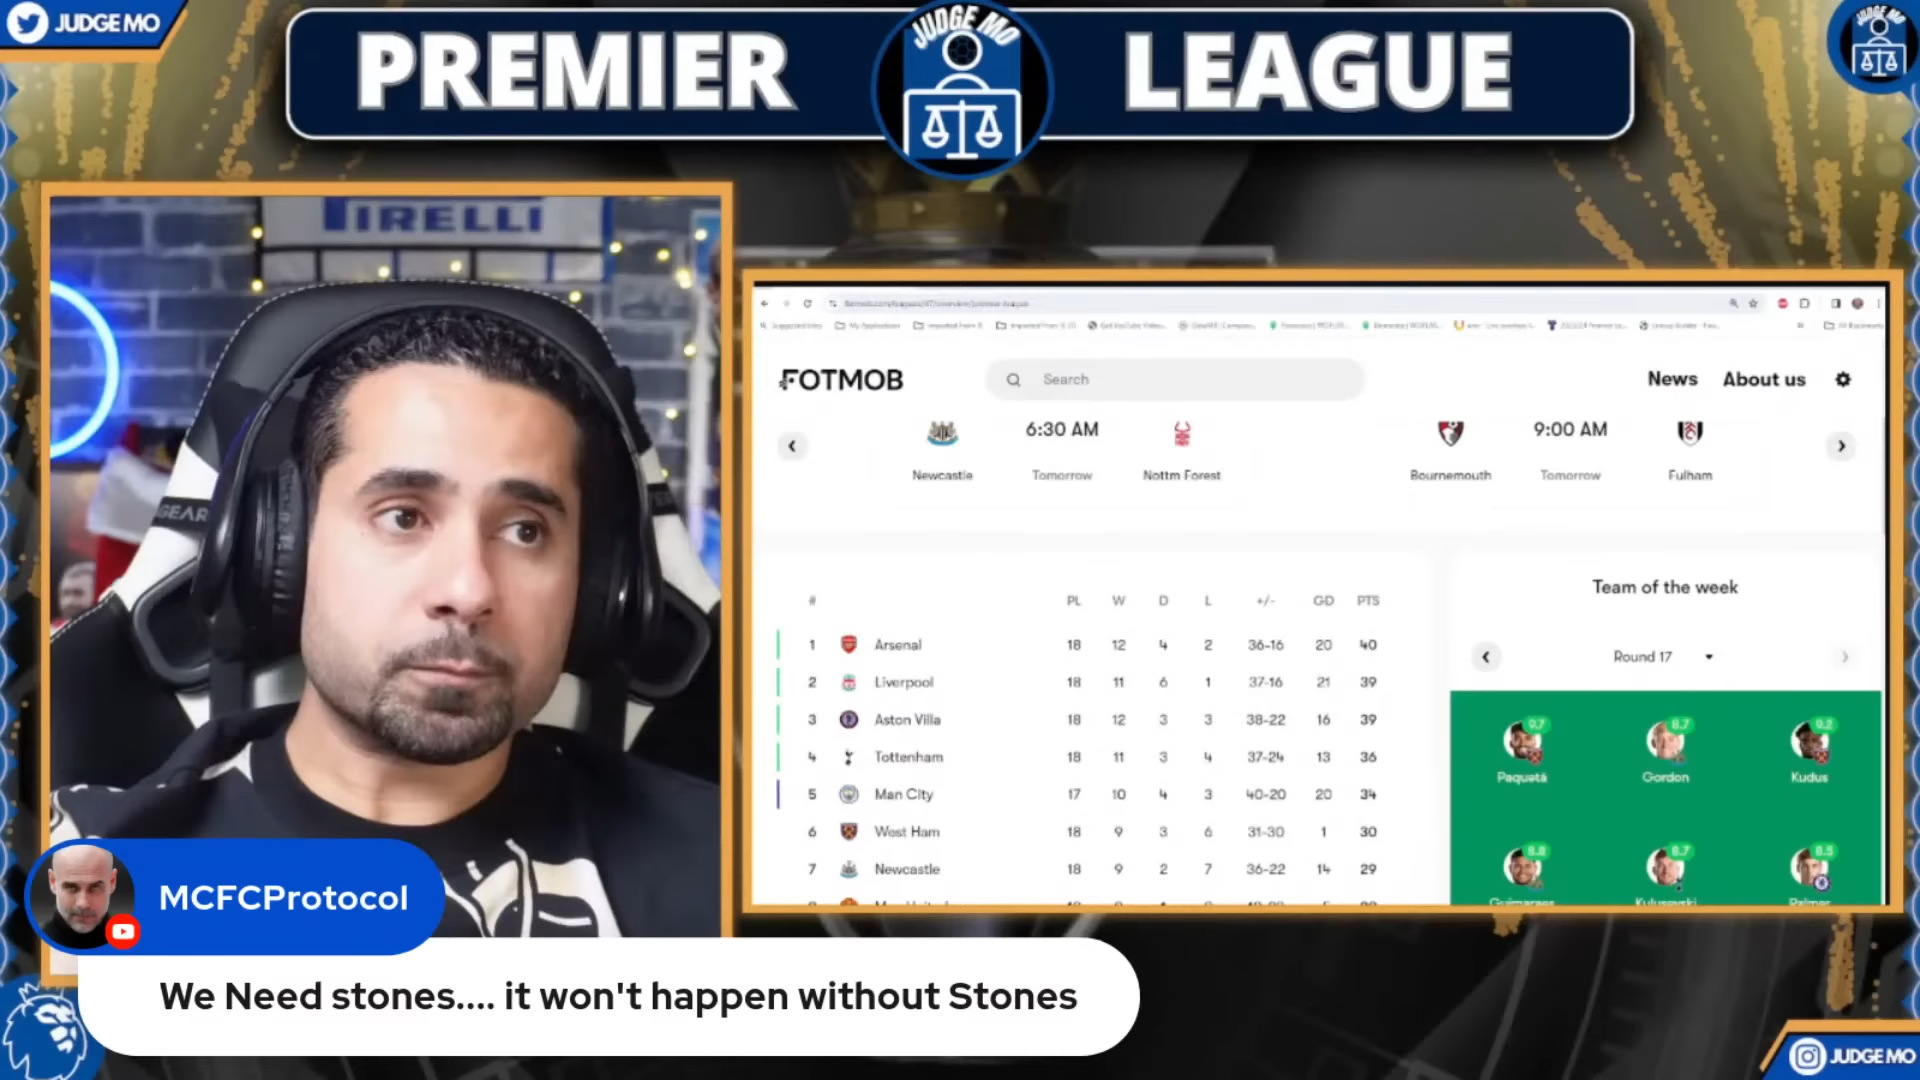 JUDGE MO
PREMIER LEAGUE
JUDGE MO
JUDGE MO
PIRELLI
GEAR
FOTMOB
Search
News
About us
Newcastle
6:30 AM
Tomorrow
Nottm Forest
Bournemouth
9:00 AM
Tomorrow
Fulham
# PL W D L +/- GD PTS
1 Arsenal 18 12 4 2 36-16 20 40
2 Liverpool 18 11 6 1 37-16 21 39
3 Aston Villa 18 12 3 3 38-22 16 39
4 Tottenham 18 11 3 4 37-24 13 36
5 Man City 17 10 4 3 40-20 20 34
6 West Ham 18 9 3 6 31-30 1 30
7 Newcastle 18 9 2 7 36-22 14 29
Team of the week
Round 17
9.7 8.7 9.2
Paquetá Gordon Kudus
8.8 8.7 8.5
Guimaraes Kulusevski Palmer
MCFCProtocol
We Need stones.... it won't happen without Stones
JUDGE MO